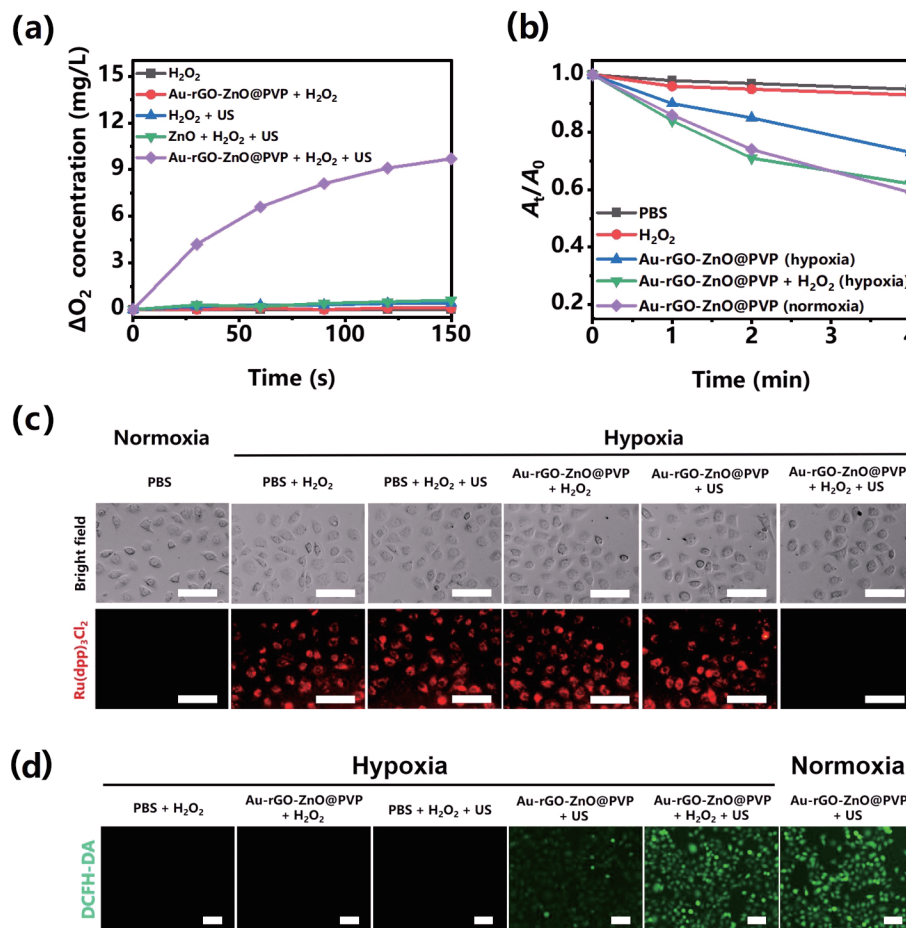 (a)
ΔO₂ concentration (mg/L)
15
12
9
6
3
0
H₂O₂
Au-rGO-ZnO@PVP + H₂O₂
H₂O₂ + US
ZnO + H₂O₂ + US
Au-rGO-ZnO@PVP + H₂O₂ + US
0 50 100 150
Time (s)
(b)
Aₜ/A₀
1.0
0.8
0.6
0.4
0.2
PBS
H₂O₂
Au-rGO-ZnO@PVP (hypoxia)
Au-rGO-ZnO@PVP + H₂O₂ (hypoxia)
Au-rGO-ZnO@PVP (normoxia)
0 1 2 3 4
Time (min)
(c)
Normoxia Hypoxia
PBS
PBS + H₂O₂
PBS + H₂O₂ + US
Au-rGO-ZnO@PVP
+ H₂O₂
Au-rGO-ZnO@PVP
+ US
Au-rGO-ZnO@PVP
+ H₂O₂ + US
Bright field
Ru(dpp)₃Cl₂
(d)
Hypoxia Normoxia
PBS + H₂O₂
Au-rGO-ZnO@PVP
+ H₂O₂
PBS + H₂O₂ + US
Au-rGO-ZnO@PVP
+ US
Au-rGO-ZnO@PVP
+ H₂O₂ + US
Au-rGO-ZnO@PVP
+ US
DCFH-DA